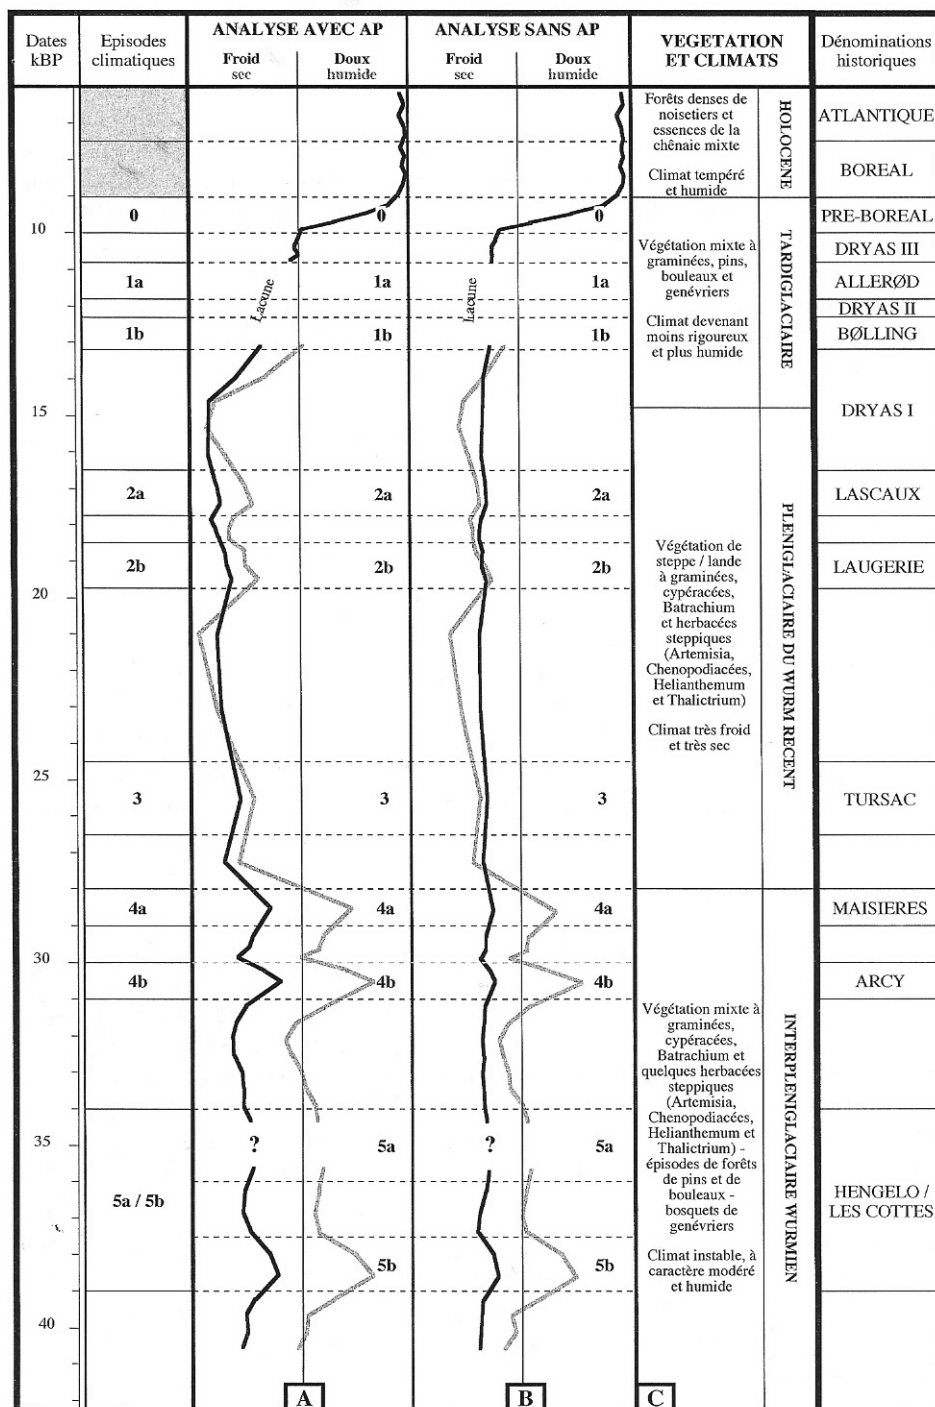 Dates
kBP
Episodes
climatiques
ANALYSE AVEC AP
Froid
sec
Doux
humide
ANALYSE SANS AP
Froid
sec
Doux
humide
VEGETATION
ET CLIMATS
Dénominations
historiques
Forêts denses de
noisetiers et
essences de la
chênaie mixte
Climat tempéré
et humide
HOLOCENE
ATLANTIQUE
BOREAL
0
0
0
PRE-BOREAL
10
DRYAS III
Végétation mixte à
graminées, pins,
bouleaux et
genévriers
Climat devenant
moins rigoureux
et plus humide
TARDIGLACIAIRE
1a
Lacune
1a
Lacune
1a
ALLERØD
DRYAS II
1b
1b
1b
BØLLING
15
DRYAS I
2a
2a
2a
LASCAUX
2b
2b
2b
LAUGERIE
20
Végétation de
steppe / lande
à graminées,
cypéracées,
Batrachium
et herbacées
steppiques
(Artemisia,
Chenopodiacées,
Helianthemum
et Thalictrium)
Climat très froid
et très sec
PLENIGLACIAIRE DU WURM RECENT
25
3
3
3
TURSAC
4a
4a
4a
MAISIERES
30
4b
4b
4b
ARCY
Végétation mixte à
graminées,
cypéracées,
Batrachium et
quelques herbacées
steppiques
(Artemisia,
Chenopodiacées,
Helianthemum et
Thalictrium) -
épisodes de forêts
de pins et de
bouleaux -
bosquets de
genévriers
Climat instable, à
caractère modéré
et humide
INTERPLENIGLACIAIRE WURMIEN
35
?
5a
?
5a
5a / 5b
HENGELO /
LES COTTES
5b
5b
40
A
B
C